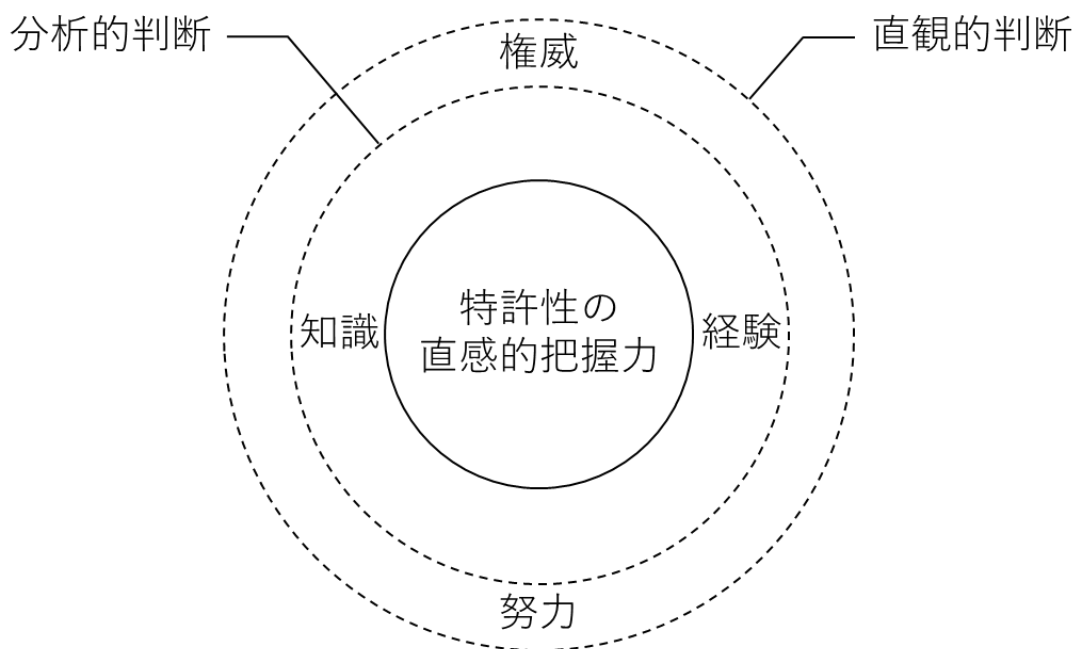 分析的判断
直観的判断
権威
知識
特許性の
直感的把握力
経験
努力